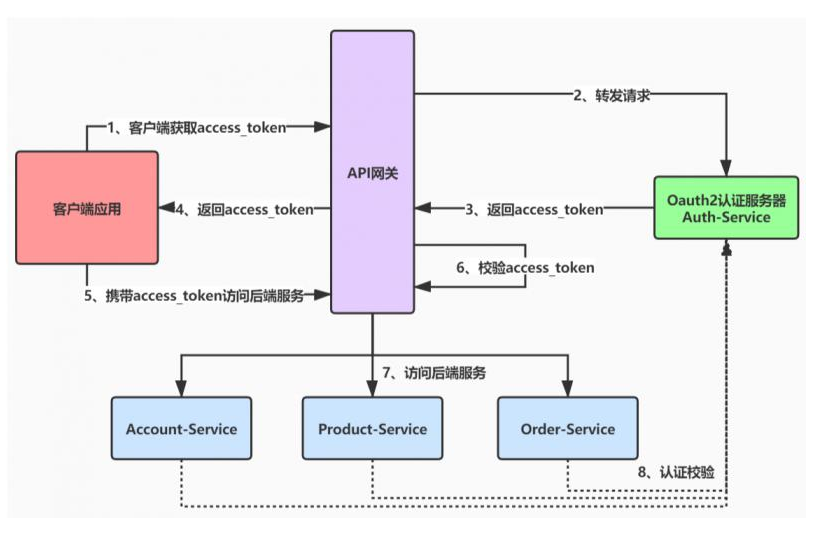 2、转发请求
1、客户端获取access_token
API网关
客户端应用
4、返回access_token
3、返回access_token
Oauth2认证服务器
Auth-Service
6、校验access_token
5、携带access_token访问后端服务
7、访问后端服务
Account-Service
Product-Service
Order-Service
8、认证校验